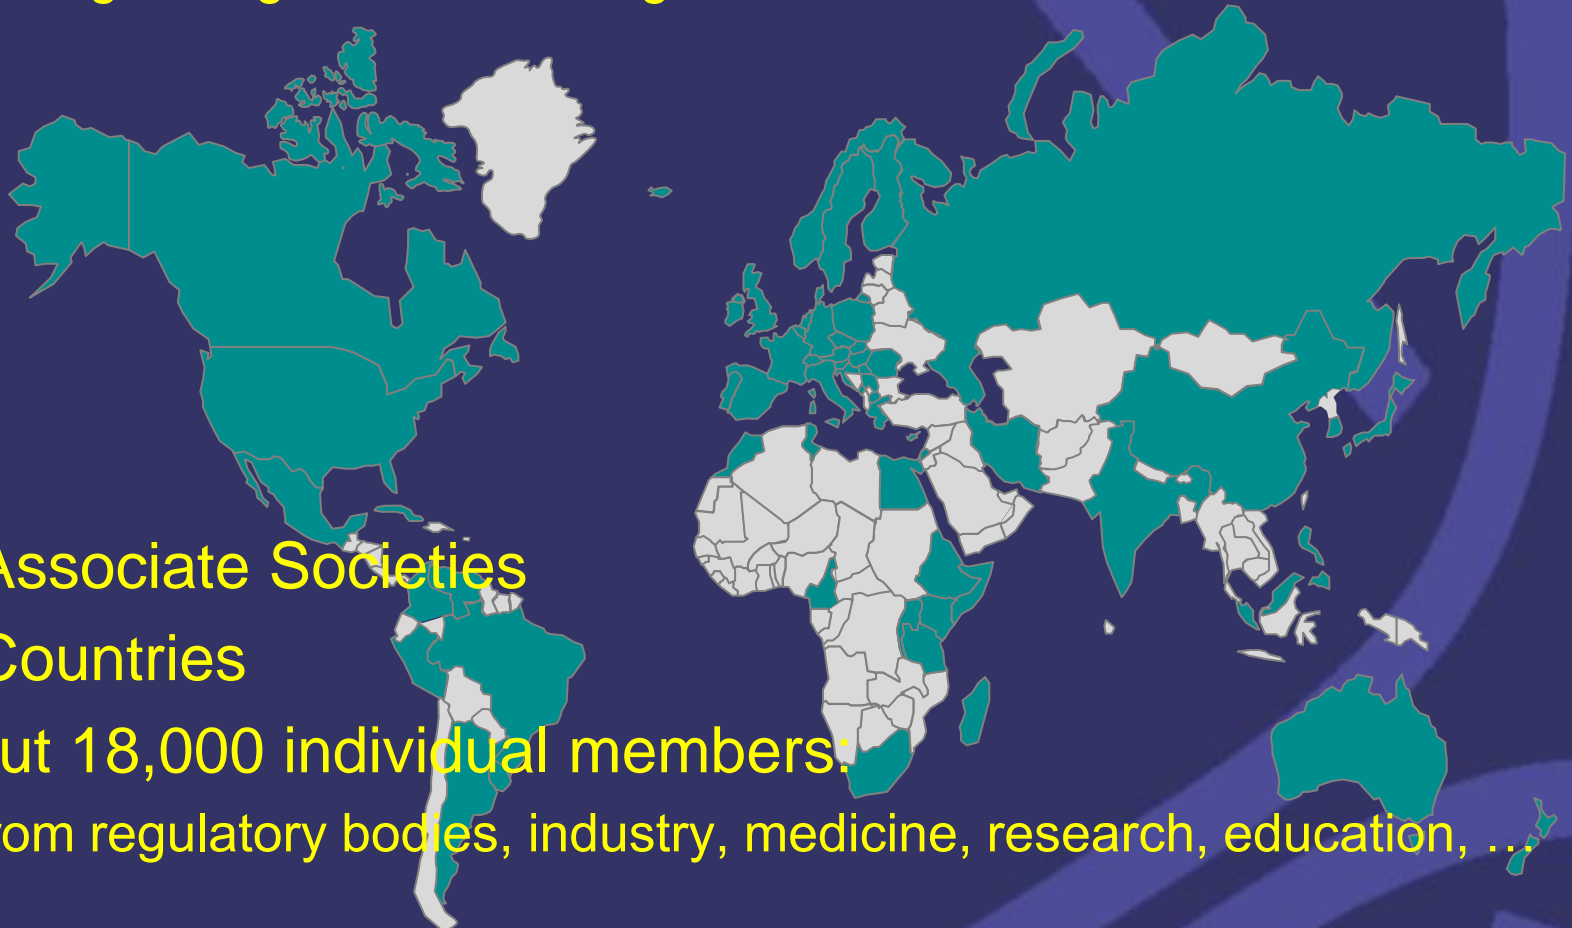 Associate Societies
Countries
ut 18,000 individual members:
rom regulatory bodies, industry, medicine, research, education, …